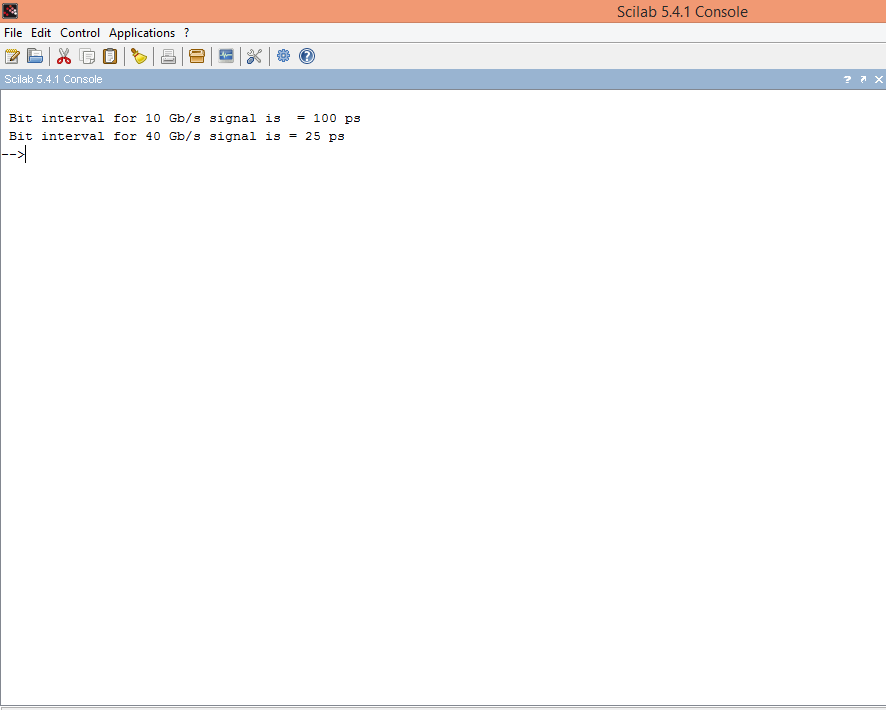 Scilab 5.4.1 Console
File Edit Control Applications ?
Scilab 5.4.1 Console
Bit interval for 10 Gb/s signal is  = 100 ps
Bit interval for 40 Gb/s signal is = 25 ps
-->